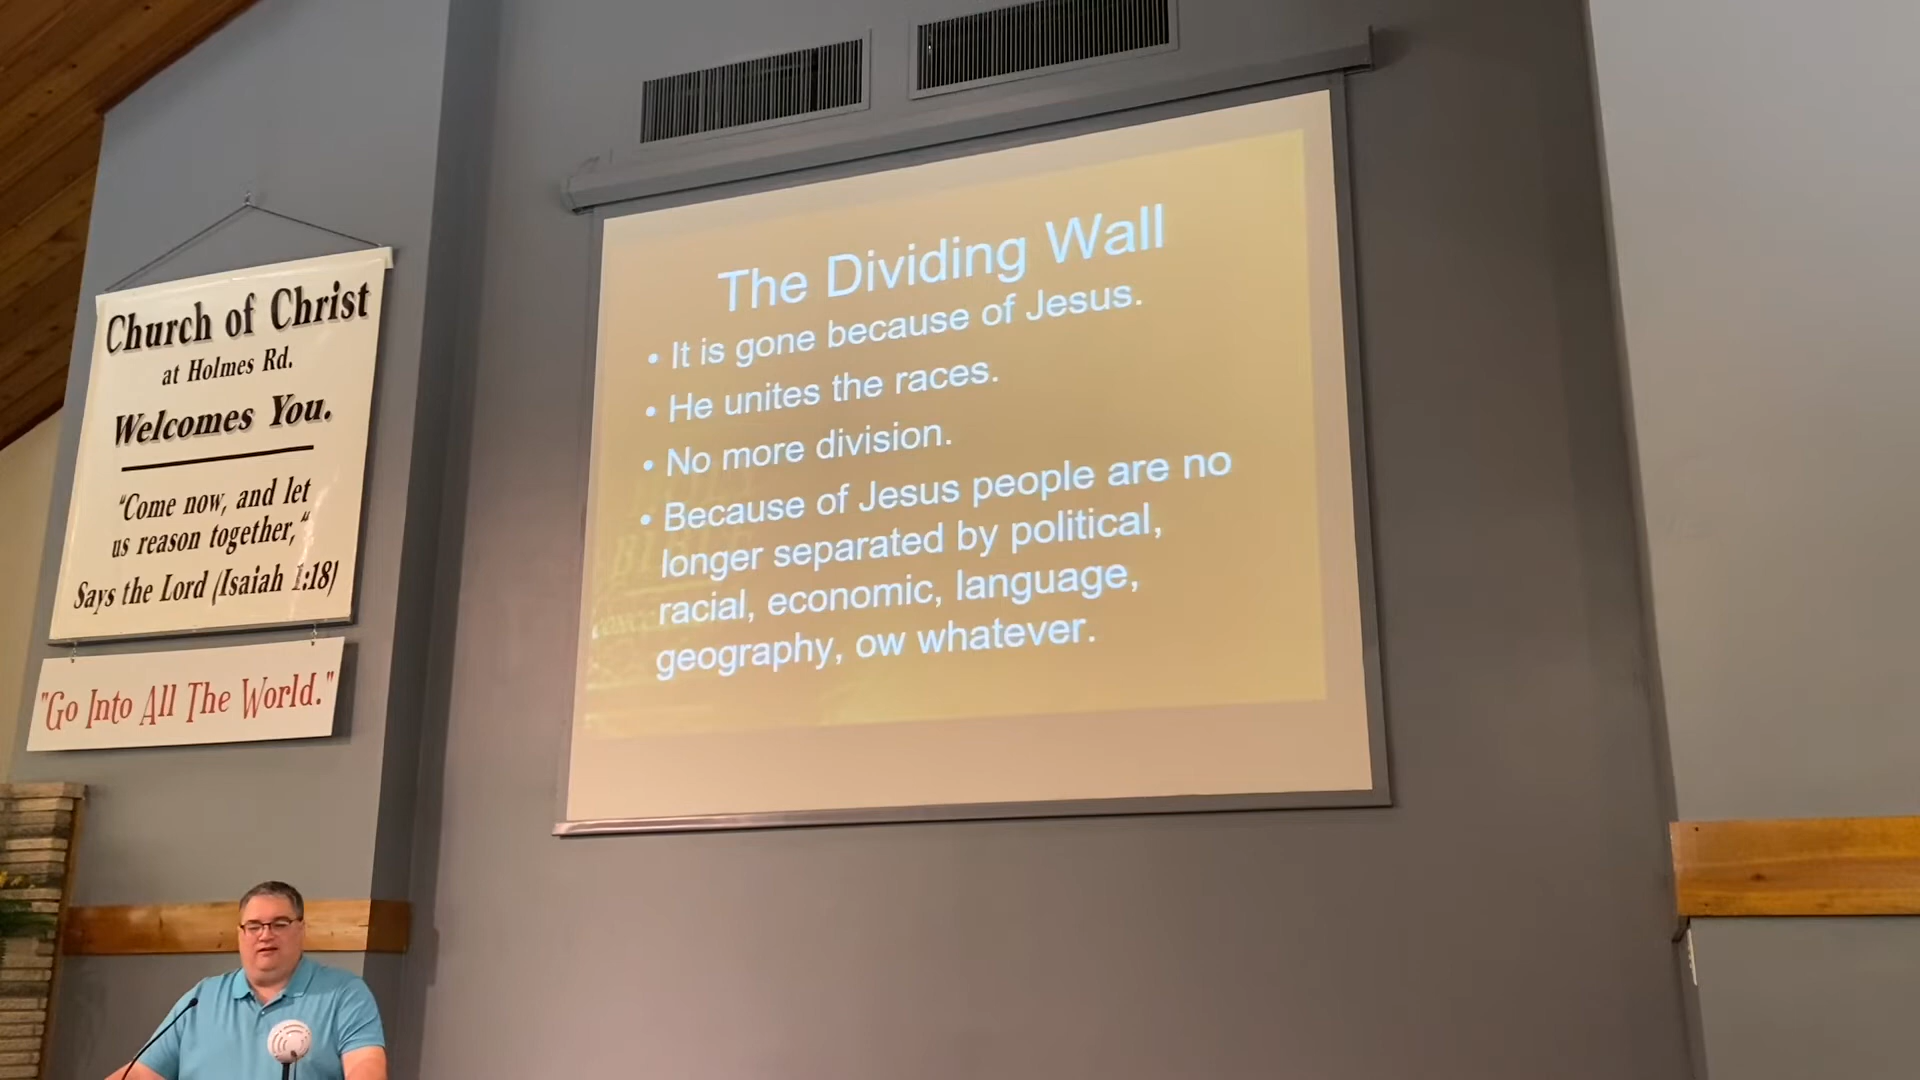 Church of Christ
at Holmes Rd.
Welcomes You.
"Come now, and let
us reason together,"
Says the Lord (Isaiah 1:18)
"Go Into All The World."
The Dividing Wall
• It is gone because of Jesus.
• He unites the races.
• No more division.
• Because of Jesus people are no
longer separated by political,
racial, economic, language,
geography, ow whatever.